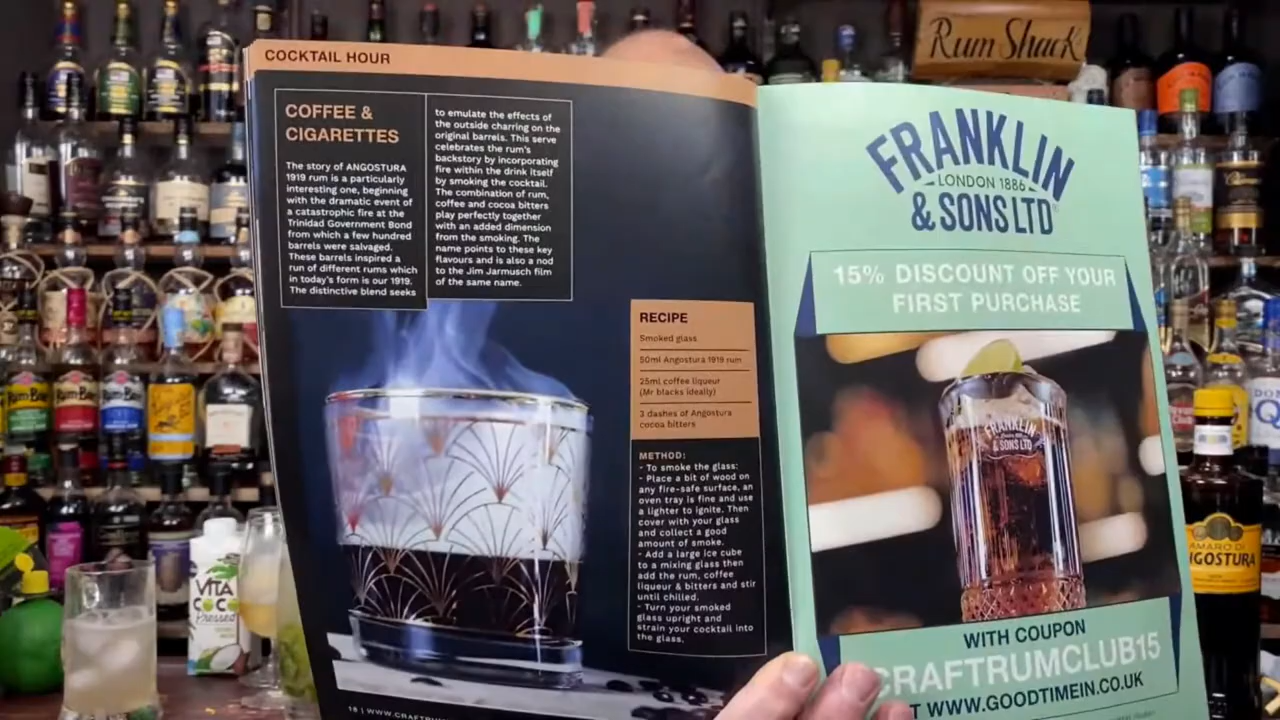 Rum Shack
COCKTAIL HOUR
COFFEE &
CIGARETTES
The story of ANGOSTURA
1919 rum is a particularly
interesting one, beginning
with the dramatic event of
a catastrophic fire at the
Trinidad Government Bond
from which a few hundred
barrels were salvaged.
These barrels inspired a
run of different rums which
in today's form is our 1919.
The distinctive blend seeks
to emulate the effects of
the outside charring on the
original barrels. This serve
celebrates the rum's
backstory by incorporating
fire within the drink itself
by smoking the cocktail.
The combination of rum,
coffee and cocoa bitters
play perfectly together
with an added dimension
from the smoking. The
name points to these key
flavours and is also a nod
to the Jim Jarmusch film
of the same name.
RECIPE
Smoked glass
50ml Angostura 1919 rum
25ml coffee liqueur
(Mr blacks ideally)
3 dashes of Angostura
cocoa bitters
METHOD:
- To smoke the glass:
- Place a bit of wood on
any fire-safe surface, an
oven tray is fine and use
a lighter to ignite. Then
cover with your glass
and collect a good
amount of smoke.
- Add a large ice cube
to a mixing glass then
add the rum, coffee
liqueur & bitters and stir
until chilled.
- Turn your smoked
glass upright and
strain your cocktail into
the glass.
18 | WWW.CRAFTRUM
FRANKLIN
LONDON 1886
& SONS LTD
15% DISCOUNT OFF YOUR
FIRST PURCHASE
FRANKLIN
& SONS LTD
WITH COUPON
CRAFTRUMCLUB15
WWW.GOODTIMEIN.CO.UK
VITA
COCO
Pressed
AMARO DI
NGOSTURA